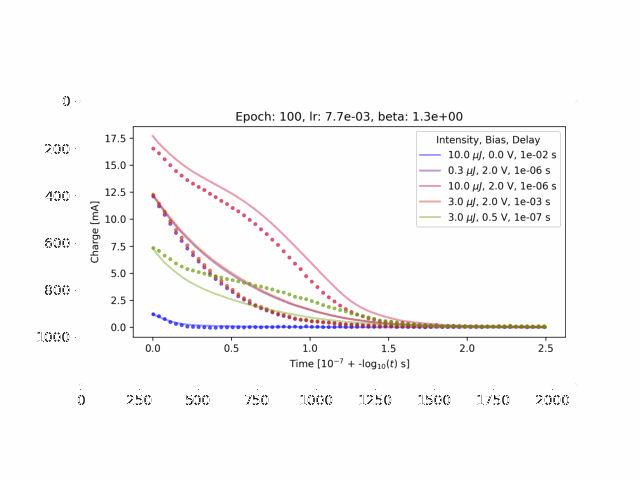 Epoch: 100, lr: 7.7e-03, beta: 1.3e+00
Intensity, Bias, Delay
10.0 μJ, 0.0 V, 1e-02 s
0.3 μJ, 2.0 V, 1e-06 s
10.0 μJ, 2.0 V, 1e-06 s
3.0 μJ, 2.0 V, 1e-03 s
3.0 μJ, 0.5 V, 1e-07 s
Charge [mA]
17.5
15.0
12.5
10.0
7.5
5.0
2.5
0.0
0.0 0.5 1.0 1.5 2.0 2.5
Time [10⁻⁷ + -log₁₀(t) s]
0
200
400
600
800
1000
0 250 500 750 1000 1250 1500 1750 2000